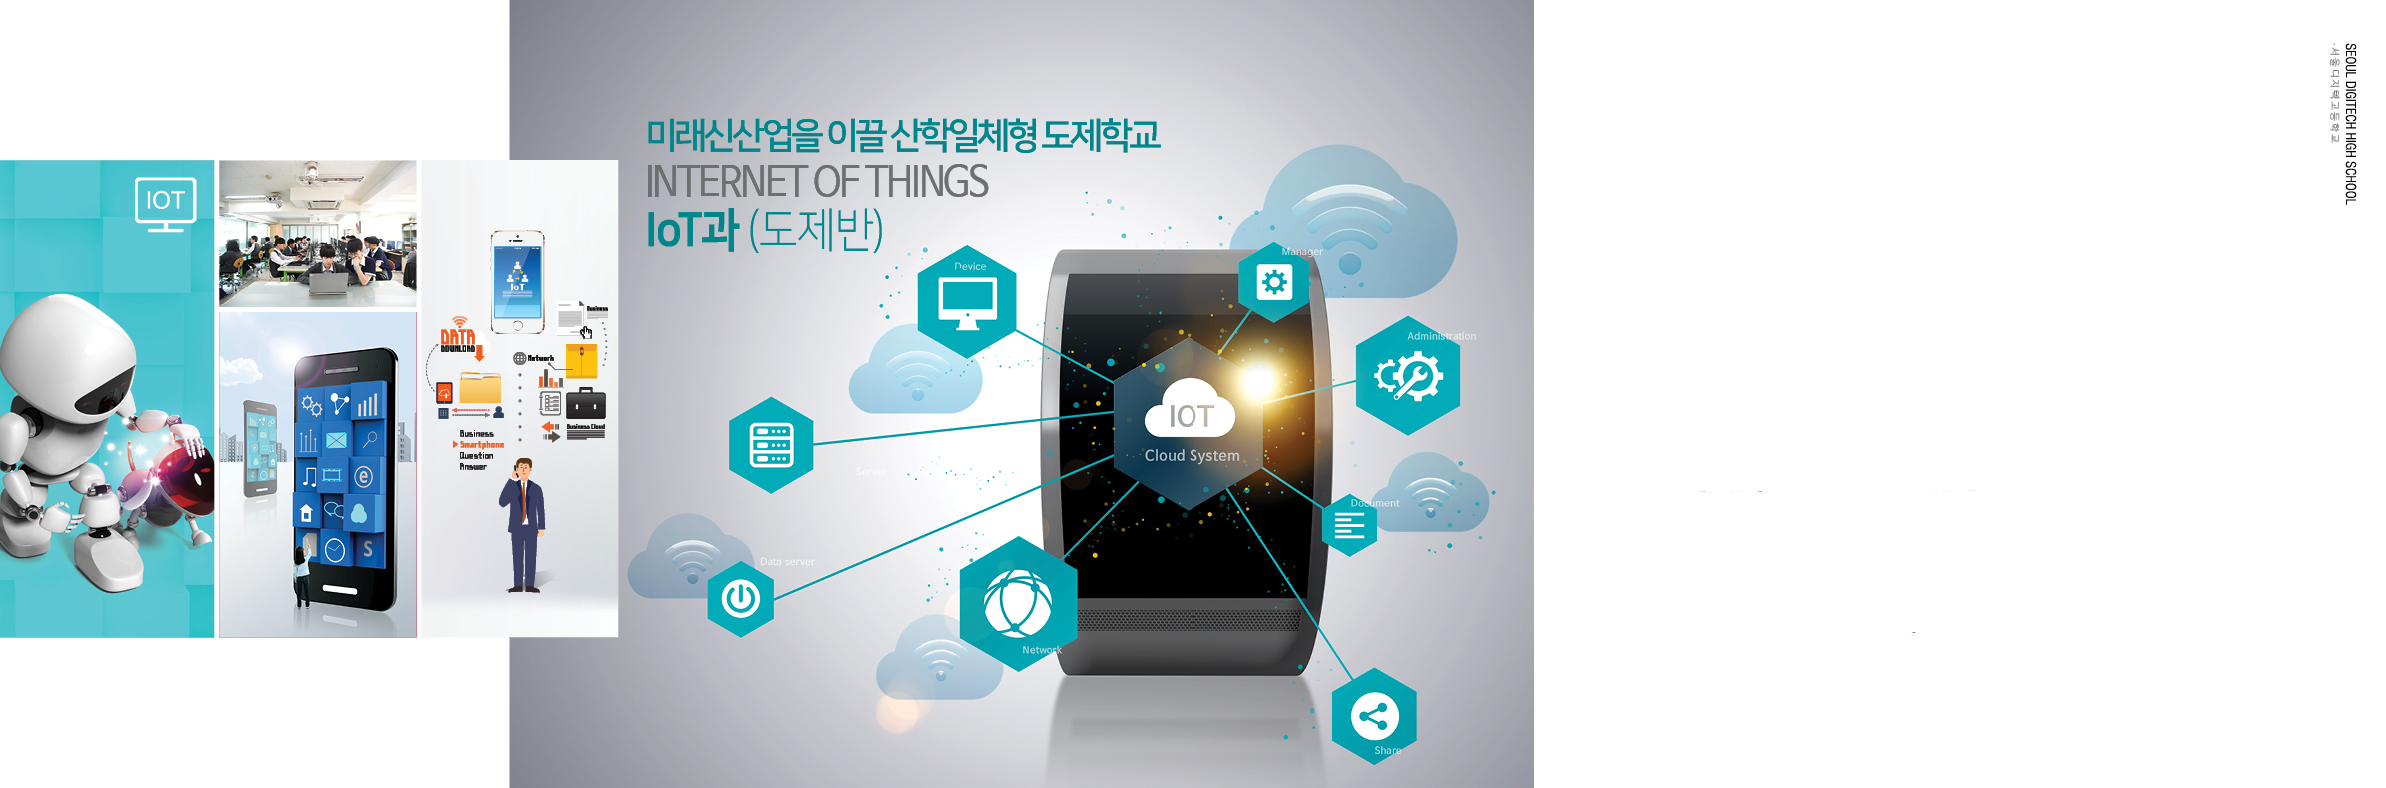 미래신산업을 이끌 산학일체형 도제학교
INTERNET OF THINGS
IoT과 (도제반)
IOT
IoT
Business
DATA
DOWNLOAD
Network
Business Cloud
Business
Smartphone
Question
Answer
Device
Manager
Administration
IOT
Cloud System
Server
Document
Data server
Network
Share
SEOUL DIGITECH HIGH SCHOOL
·서울디지텍고등학교